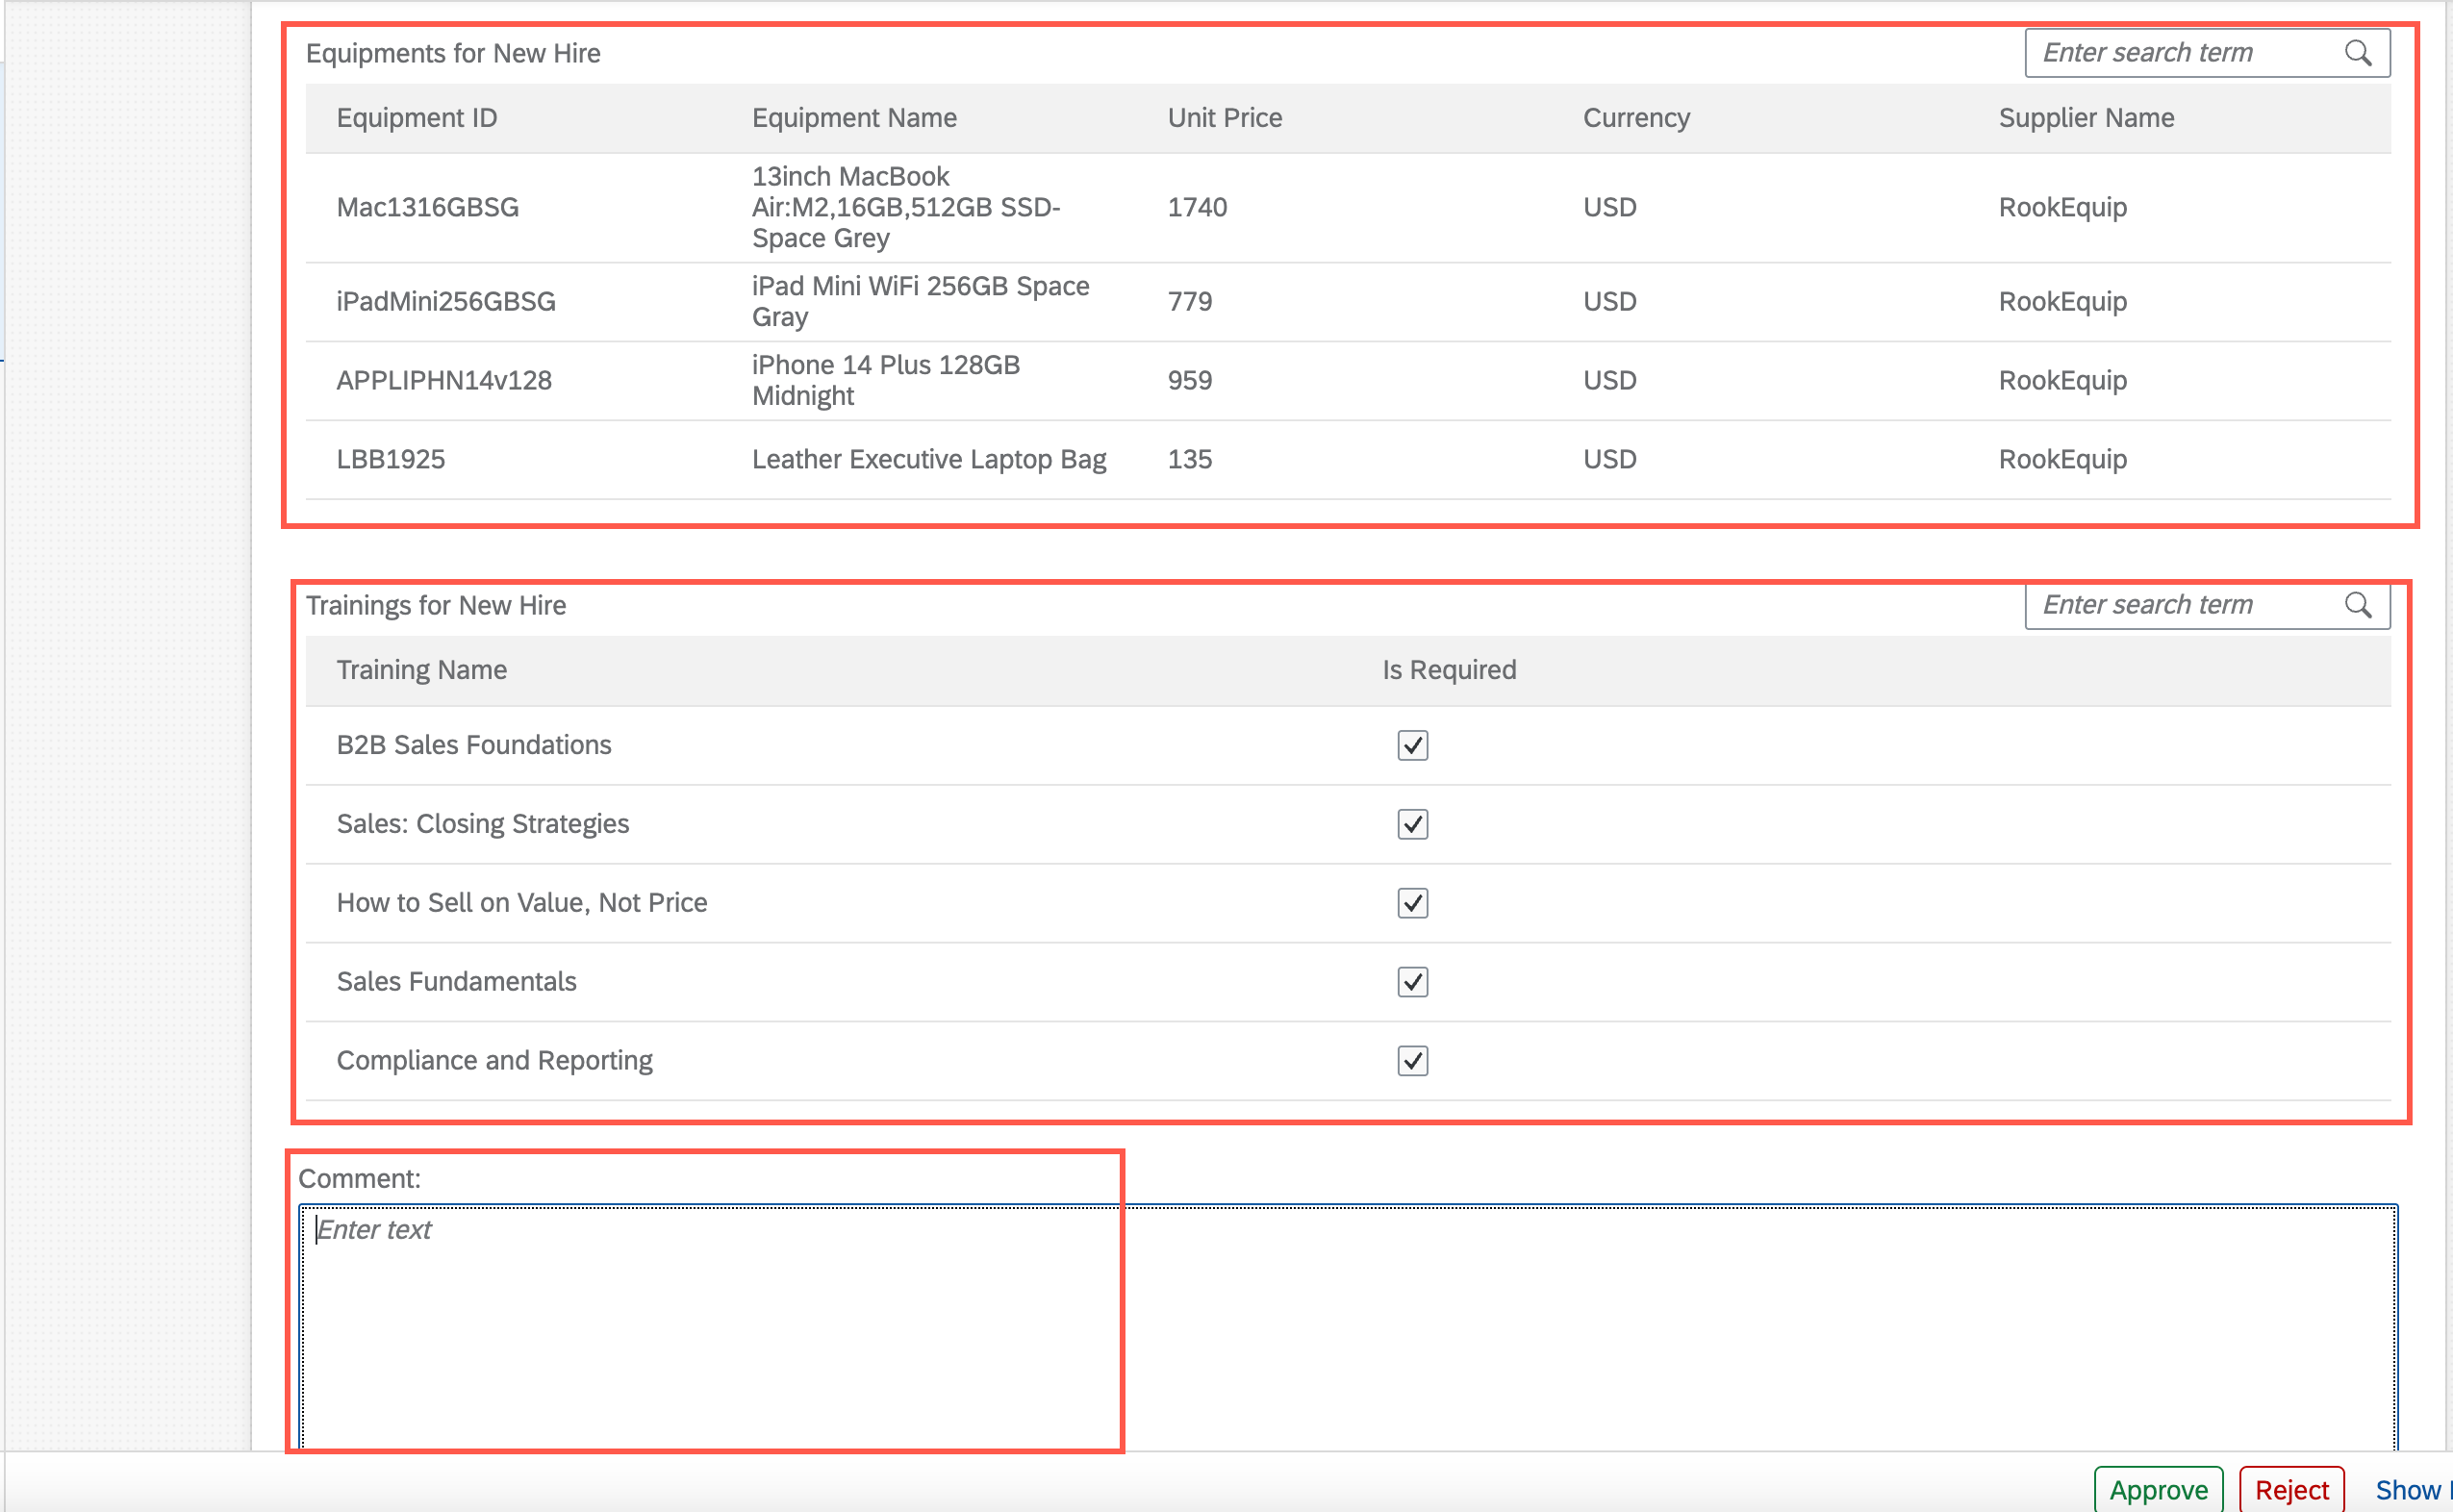 Equipments for New Hire
Enter search term
Equipment ID Equipment Name Unit Price Currency Supplier Name
Mac1316GBSG 13inch MacBook
Air:M2,16GB,512GB SSD-
Space Grey 1740 USD RookEquip
iPadMini256GBSG iPad Mini WiFi 256GB Space
Gray 779 USD RookEquip
APPLIPHN14v128 iPhone 14 Plus 128GB
Midnight 959 USD RookEquip
LBB1925 Leather Executive Laptop Bag 135 USD RookEquip
Trainings for New Hire
Enter search term
Training Name Is Required
B2B Sales Foundations
Sales: Closing Strategies
How to Sell on Value, Not Price
Sales Fundamentals
Compliance and Reporting
Comment:
Enter text
Approve Reject Show